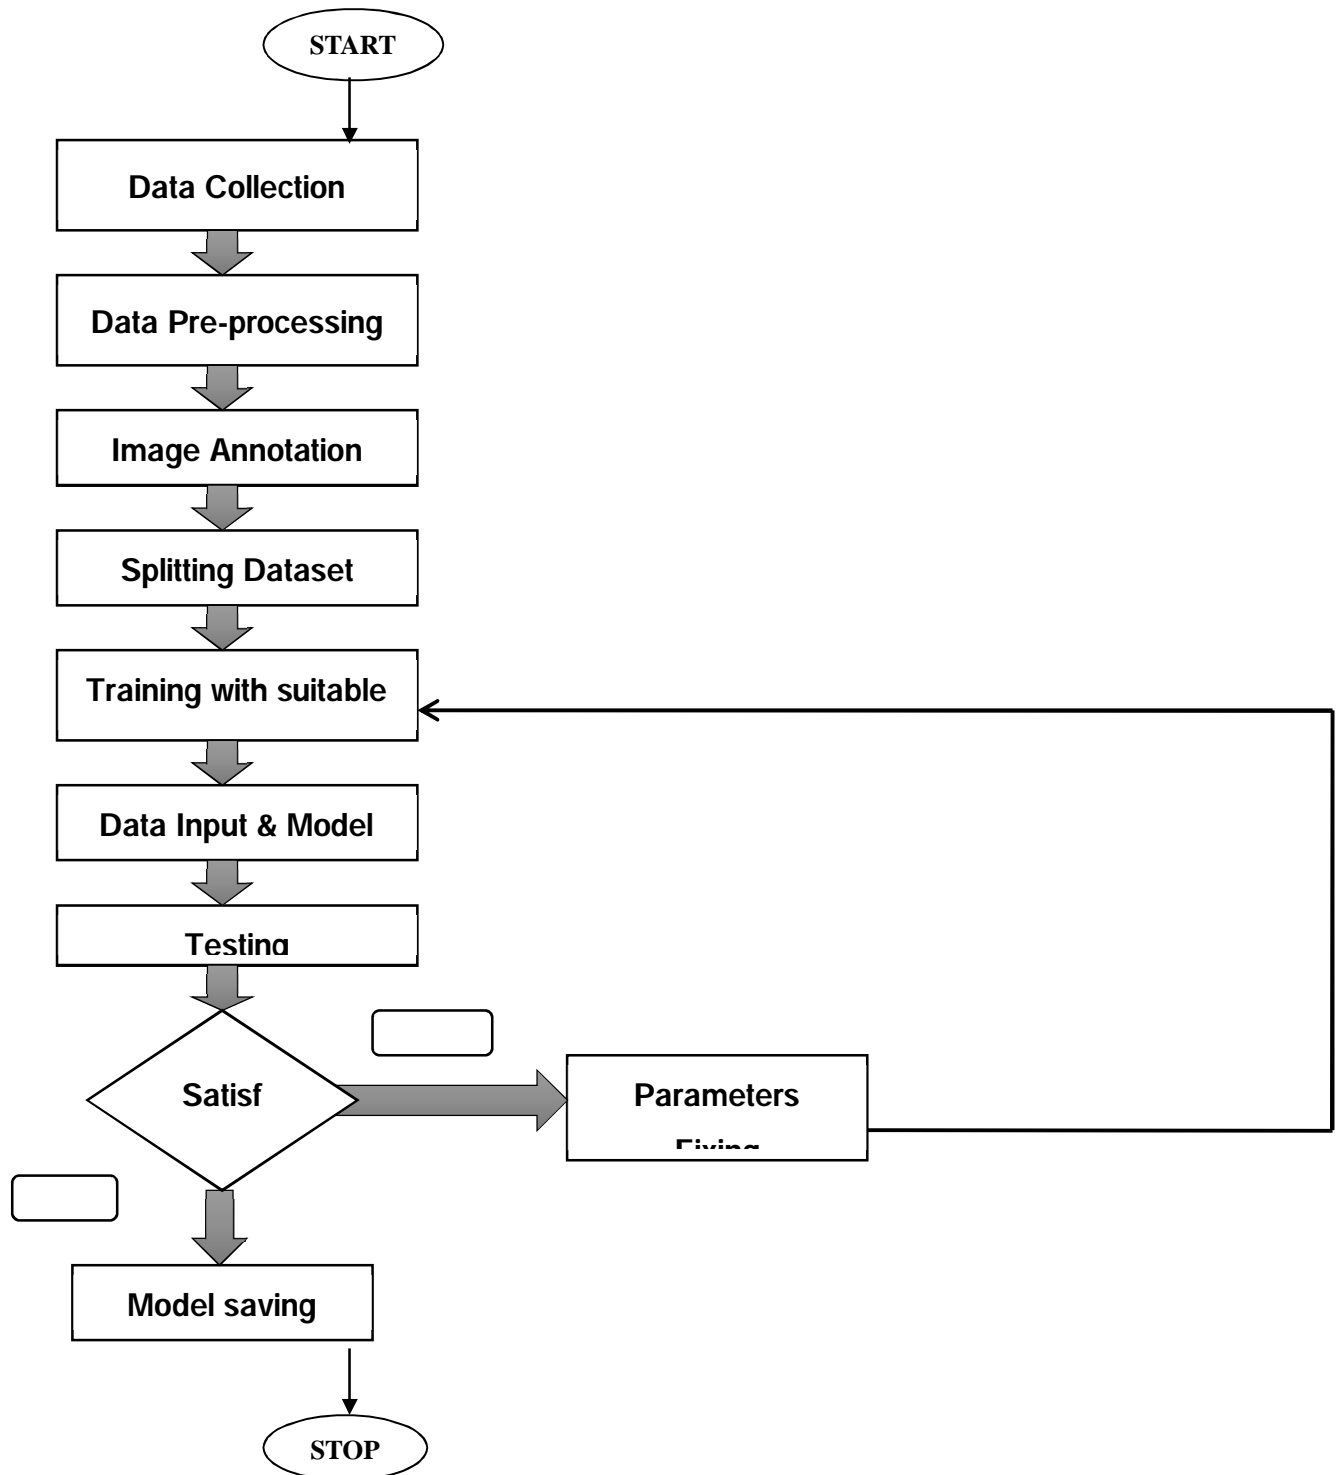 START
Data Collection
Data Pre-processing
Image Annotation
Splitting Dataset
Training with suitable
Data Input & Model
Testing
Satisf
Parameters
Fixing
Model saving
STOP